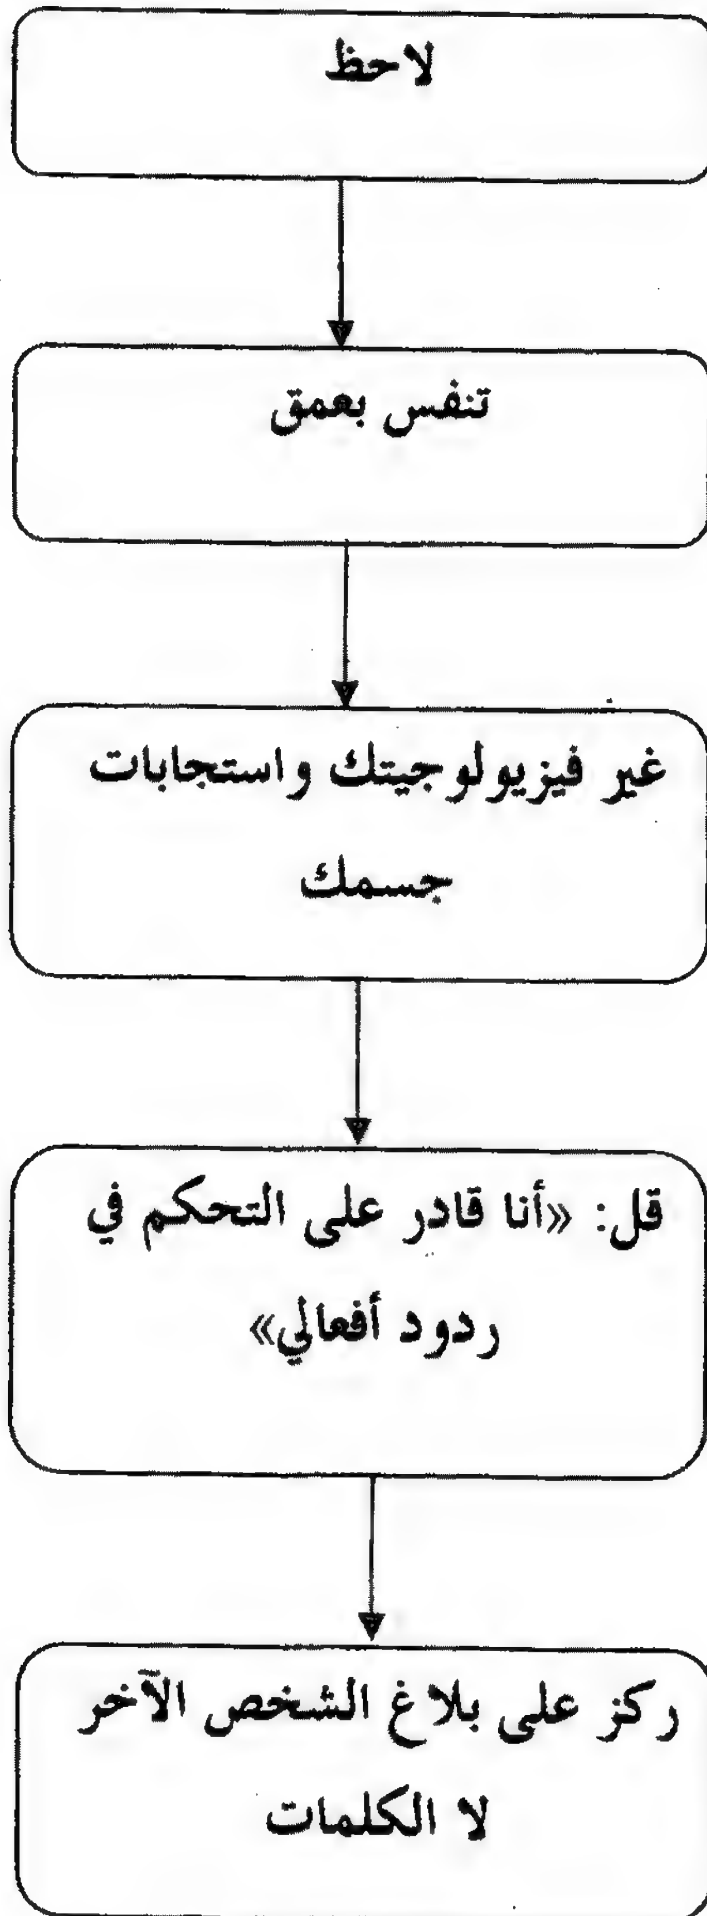 لاحظ
تنفس بعمق
غير فيزيولوجيتك واستجابات
جسمك
قل: «أنا قادر على التحكم في
ردود أفعالي»
ركز على بلاغ الشخص الآخر
لا الكلمات